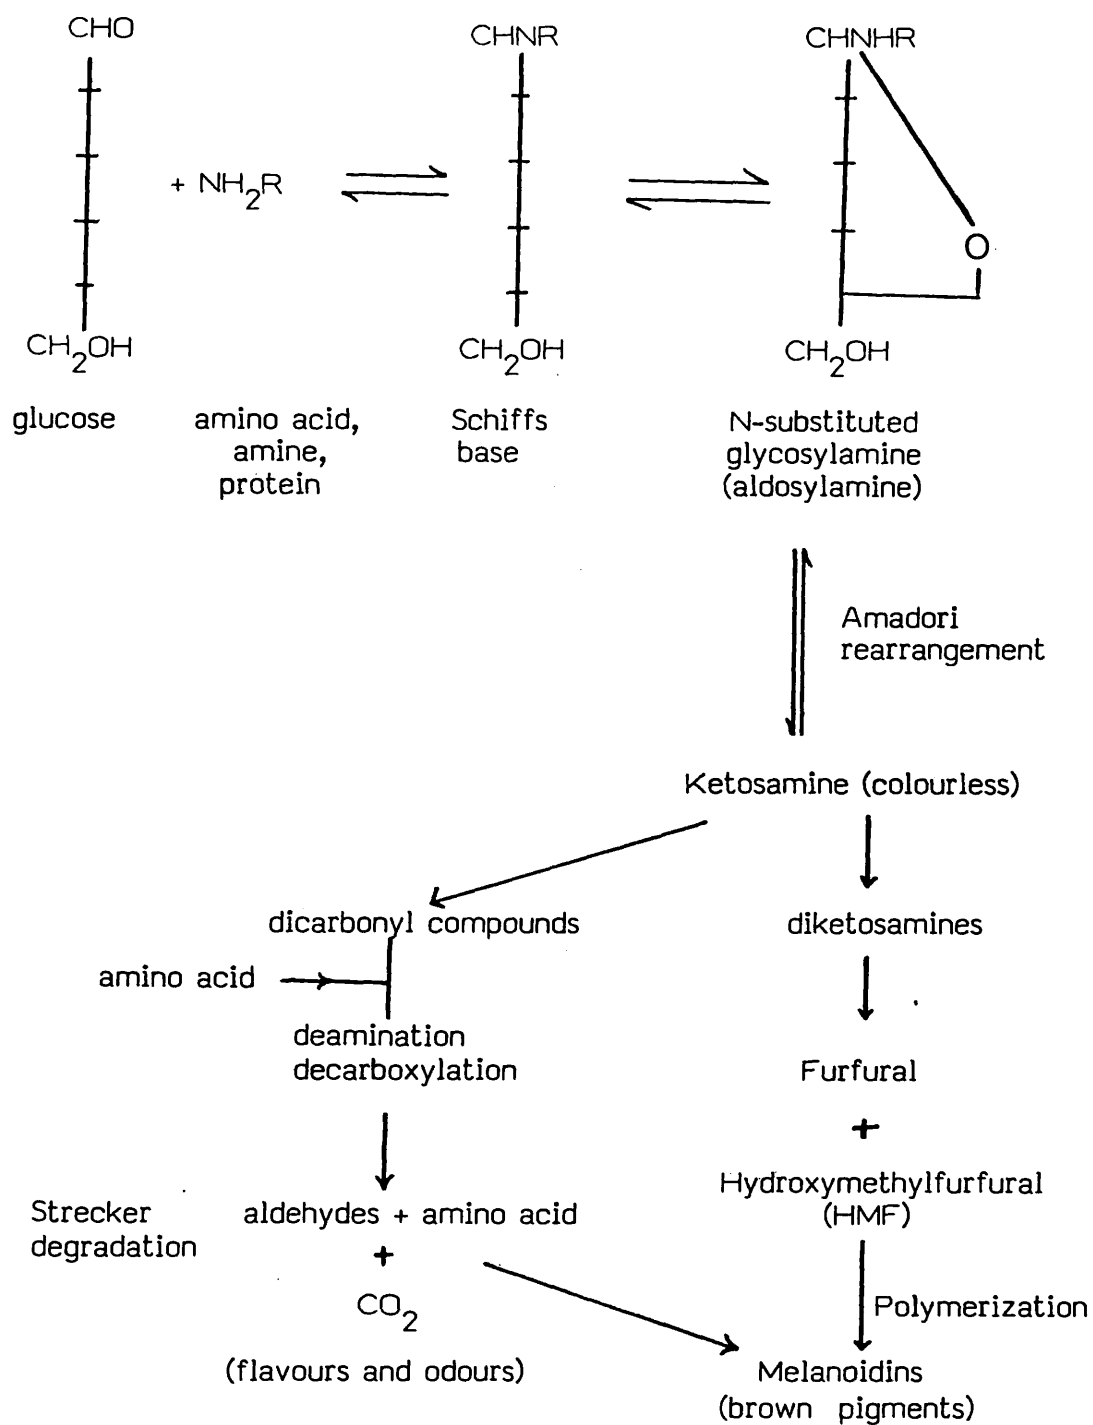 CHO
CHNR
CHNHR
+ NH2R
O
CH2OH
CH2OH
CH2OH
glucose
amino acid,
amine,
protein
Schiffs
base
N-substituted
glycosylamine
(aldosylamine)
Amadori
rearrangement
Ketosamine (colourless)
dicarbonyl compounds
diketosamines
amino acid
deamination
decarboxylation
Furfural
+
Hydroxymethylfurfural
(HMF)
Strecker
degradation
aldehydes + amino acid
+
CO2
Polymerization
(flavours and odours)
Melanoidins
(brown pigments)